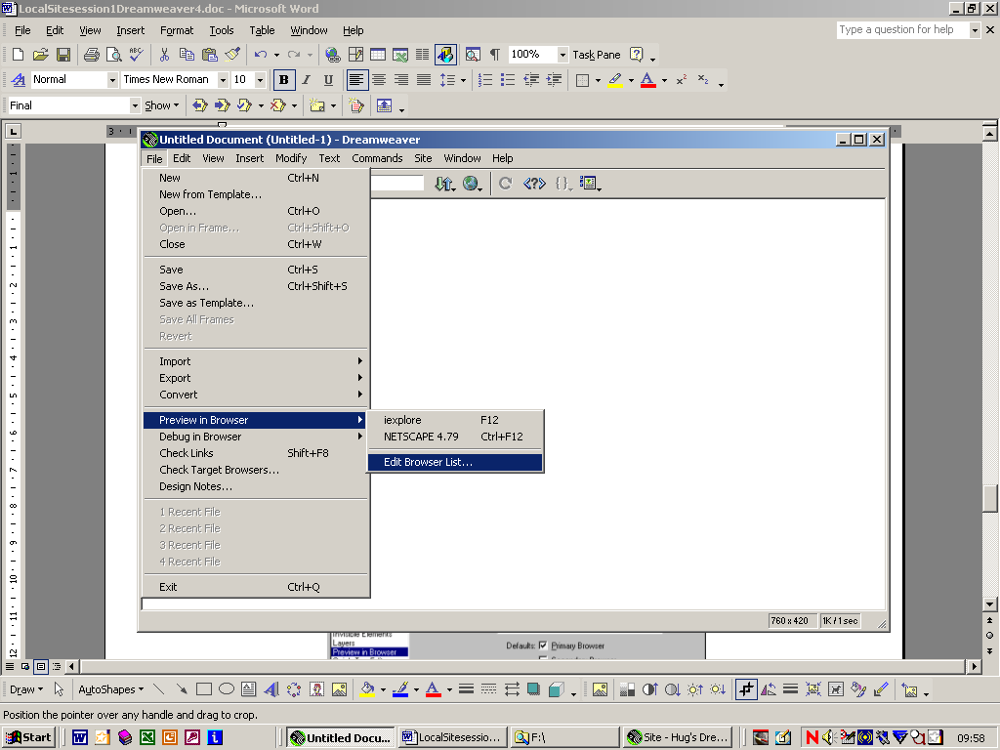 LocalSitesession1Dreamweaver4.doc - Microsoft Word
File Edit View Insert Format Tools Table Window Help Type a question for help
100% Task Pane
Normal Times New Roman 10 B I U
Final Show
Untitled Document (Untitled-1) - Dreamweaver
File Edit View Insert Modify Text Commands Site Window Help
New Ctrl+N
New from Template...
Open... Ctrl+O
Open in Frame... Ctrl+Shift+O
Close Ctrl+W
Save Ctrl+S
Save As... Ctrl+Shift+S
Save as Template...
Save All Frames
Revert
Import
Export
Convert
Preview in Browser iexplore F12
Debug in Browser NETSCAPE 4.79 Ctrl+F12
Check Links Shift+F8
Edit Browser List...
Check Target Browsers...
Design Notes...
1 Recent File
2 Recent File
3 Recent File
4 Recent File
Exit Ctrl+Q
760 x 420 1K / 1 sec
Invisible Elements
Layers Defaults: Primary Browser
Preview in Browser
Draw AutoShapes
Position the pointer over any handle and drag to crop.
Start Untitled Docu... LocalSitesessio... F:\ Site - Hug's Dre... 09:58